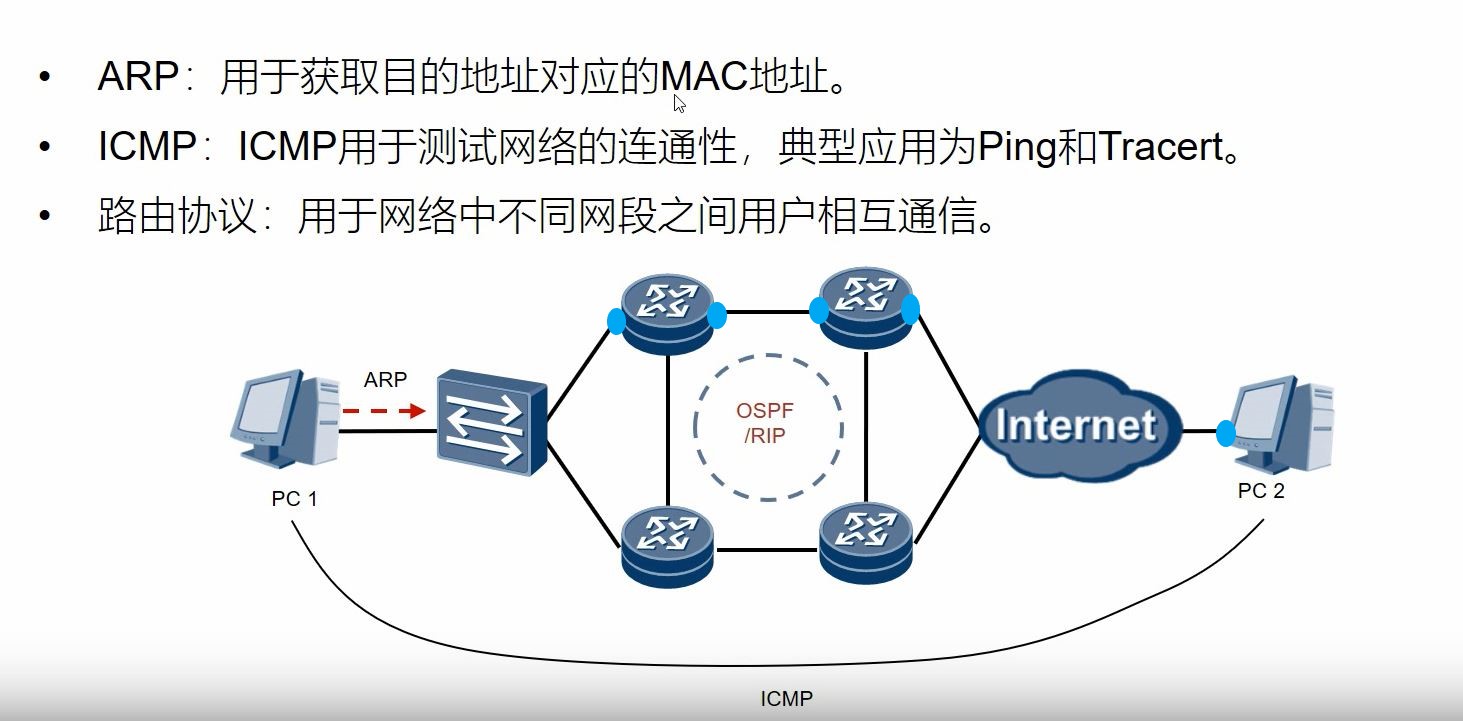 • ARP：用于获取目的地址对应的MAC地址。
• ICMP：ICMP用于测试网络的连通性，典型应用为Ping和Tracert。
• 路由协议：用于网络中不同网段之间用户相互通信。
ARP
OSPF
/RIP
Internet
PC 1
PC 2
ICMP